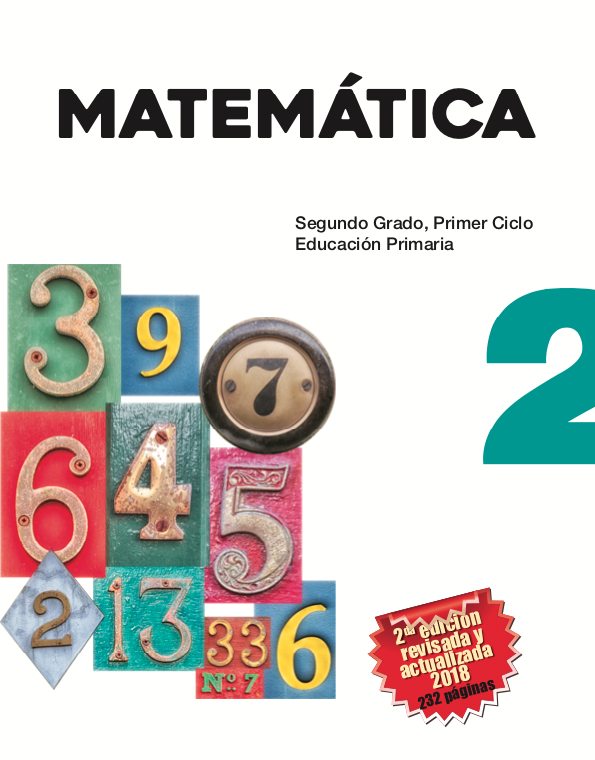 MATEMÁTICA
Segundo Grado, Primer Ciclo
Educación Primaria
2
3
9
7
6
4
5
2
13
33
Nº. 7
6
2da edición
revisada y
actualizada
2018
232 páginas